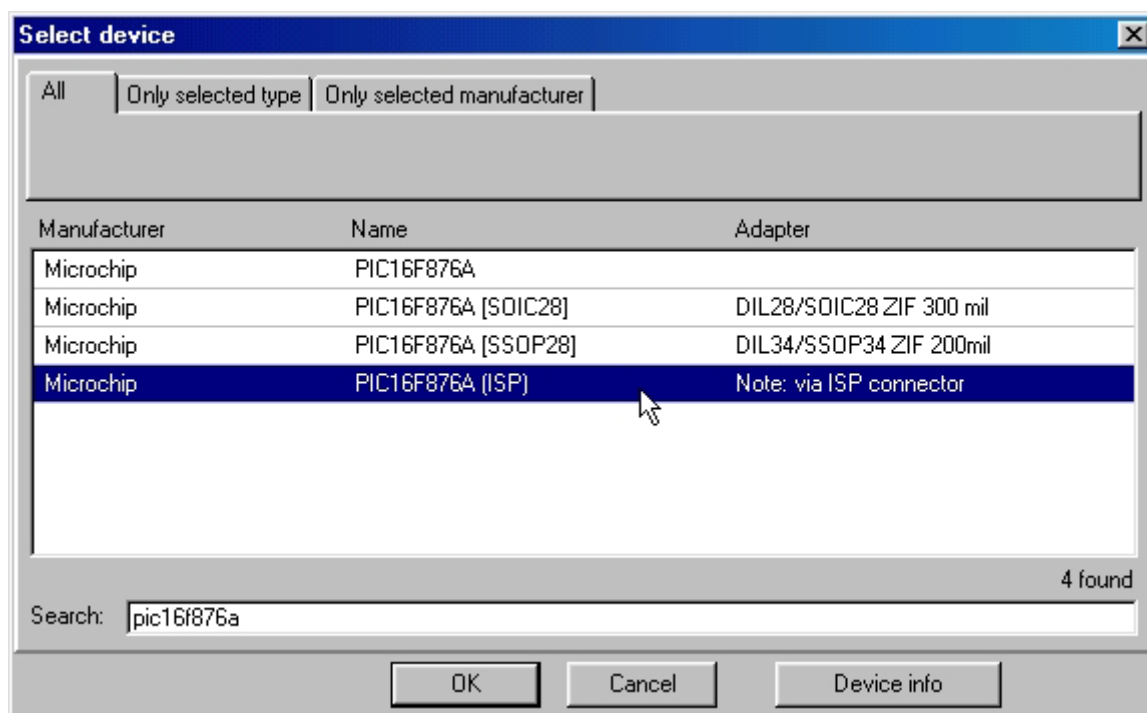 Select device
All Only selected type Only selected manufacturer
Manufacturer Name Adapter
Microchip PIC16F876A
Microchip PIC16F876A [SOIC28] DIL28/SOIC28 ZIF 300 mil
Microchip PIC16F876A [SSOP28] DIL34/SSOP34 ZIF 200mil
Microchip PIC16F876A (ISP) Note: via ISP connector
4 found
Search: pic16f876a
OK Cancel Device info